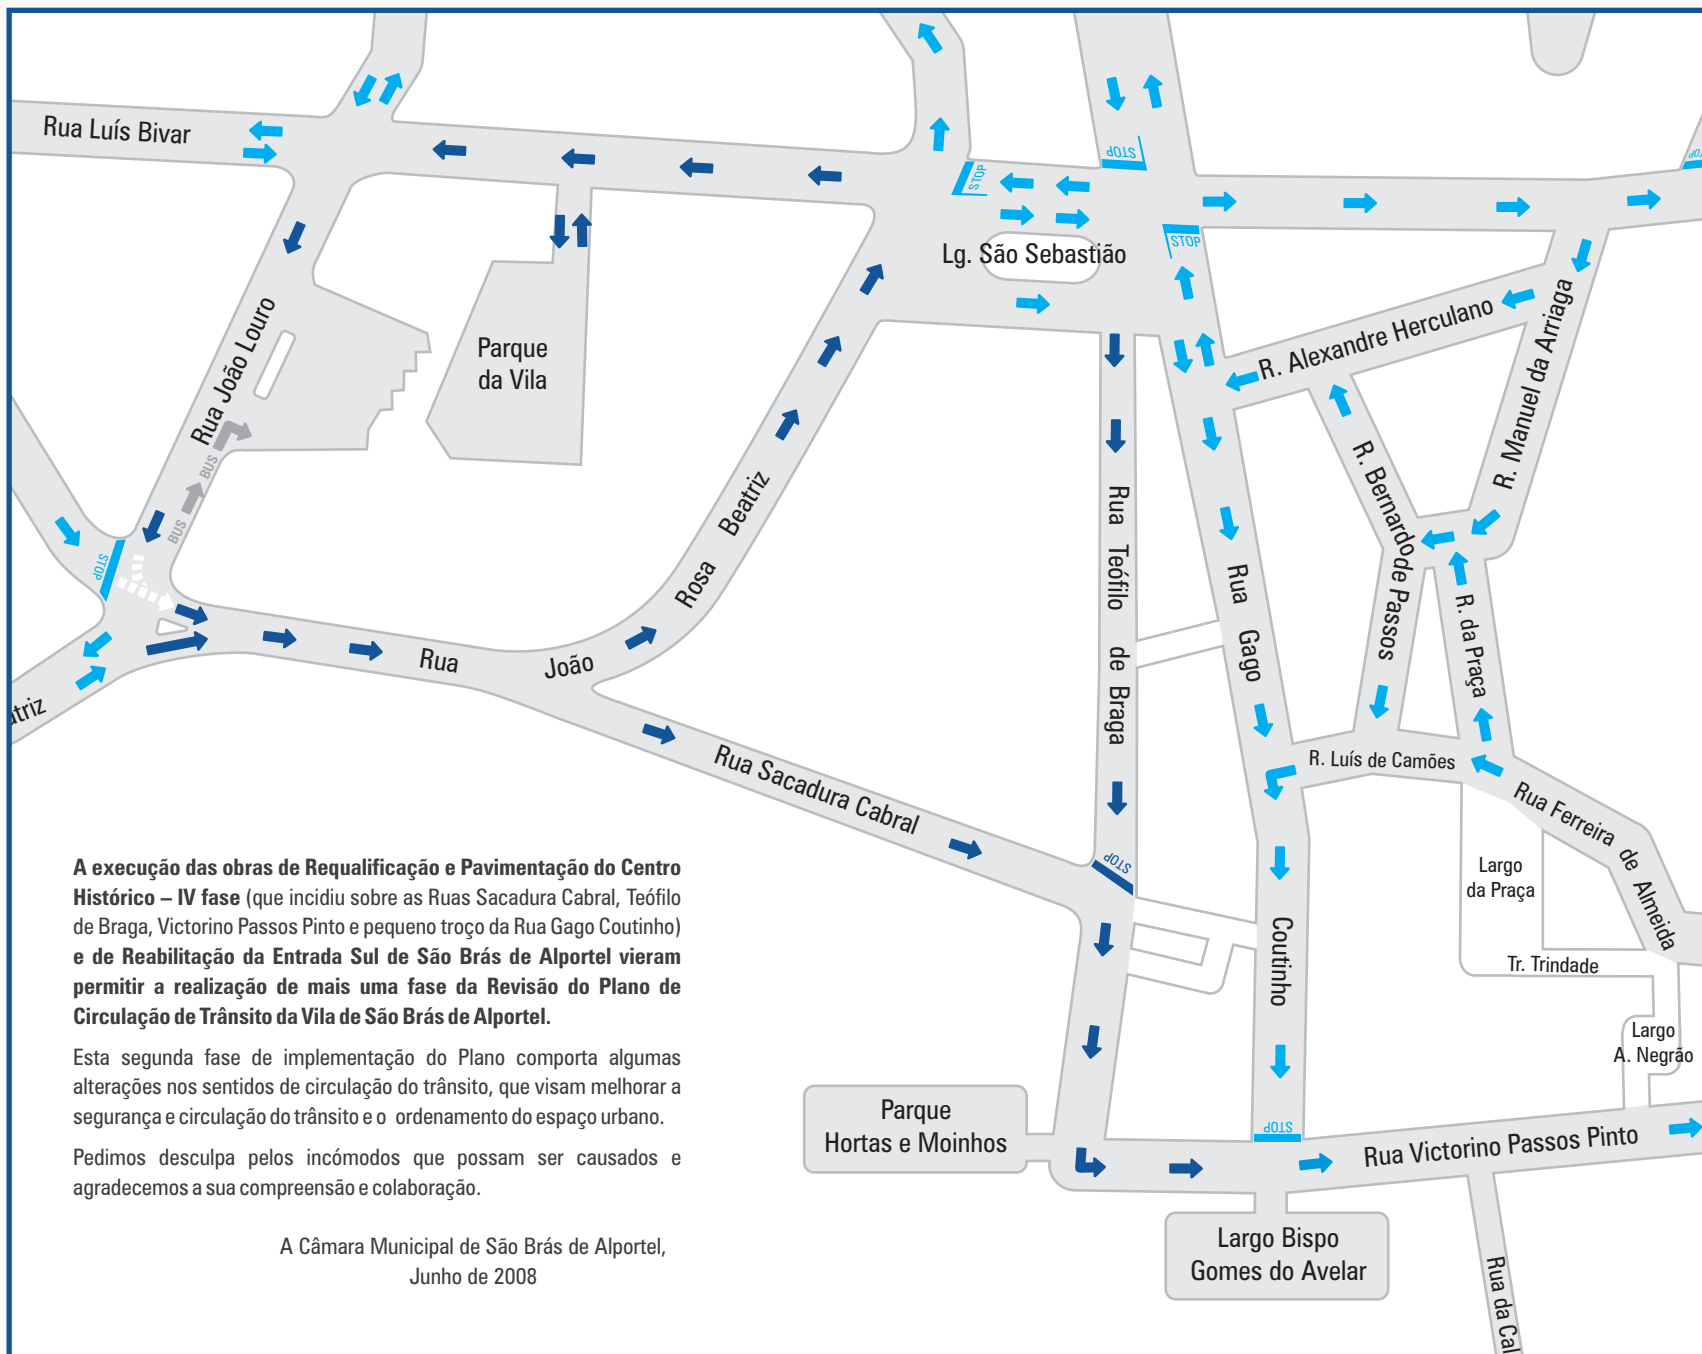 STOP
STOP
STOP
Rua Luís Bivar
STOP
Lg. São Sebastião
R. Alexandre Herculano
R. Manuel da Arriaga
Rua João Louro
Parque
da Vila
BUS
BUS
STOP
R. Bernardo de Passos
Rua Teófilo de Braga
Rua Gago Coutinho
R. da Praça
Rua João Rosa Beatriz
atriz
Rua Sacadura Cabral
R. Luís de Camões
Rua Ferreira de Almeida
STOP
Largo
da Praça
Tr. Trindade
Largo
A. Negrão
A execução das obras de Requalificação e Pavimentação do Centro
Histórico – IV fase (que incidiu sobre as Ruas Sacadura Cabral, Teófilo
de Braga, Victorino Passos Pinto e pequeno troço da Rua Gago Coutinho)
e de Reabilitação da Entrada Sul de São Brás de Alportel vieram
permitir a realização de mais uma fase da Revisão do Plano de
Circulação de Trânsito da Vila de São Brás de Alportel.
Esta segunda fase de implementação do Plano comporta algumas
alterações nos sentidos de circulação do trânsito, que visam melhorar a
segurança e circulação do trânsito e o ordenamento do espaço urbano.
Pedimos desculpa pelos incómodos que possam ser causados e
agradecemos a sua compreensão e colaboração.
A Câmara Municipal de São Brás de Alportel,
Junho de 2008
Parque
Hortas e Moinhos
STOP
Rua Victorino Passos Pinto
Largo Bispo
Gomes do Avelar
Rua da Cal